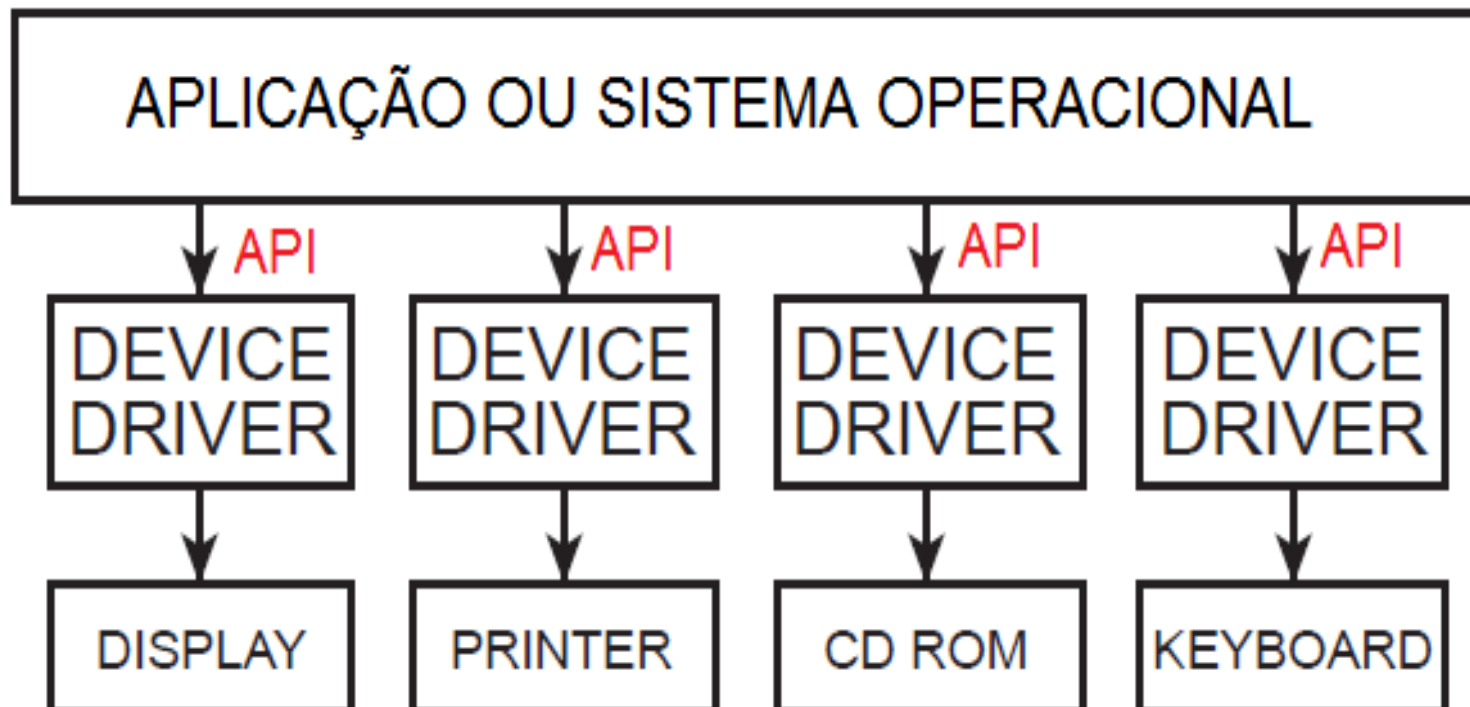 APLICAÇÃO OU SISTEMA OPERACIONAL
API API API API
DEVICE DEVICE DEVICE DEVICE
DRIVER DRIVER DRIVER DRIVER
DISPLAY PRINTER CD ROM KEYBOARD